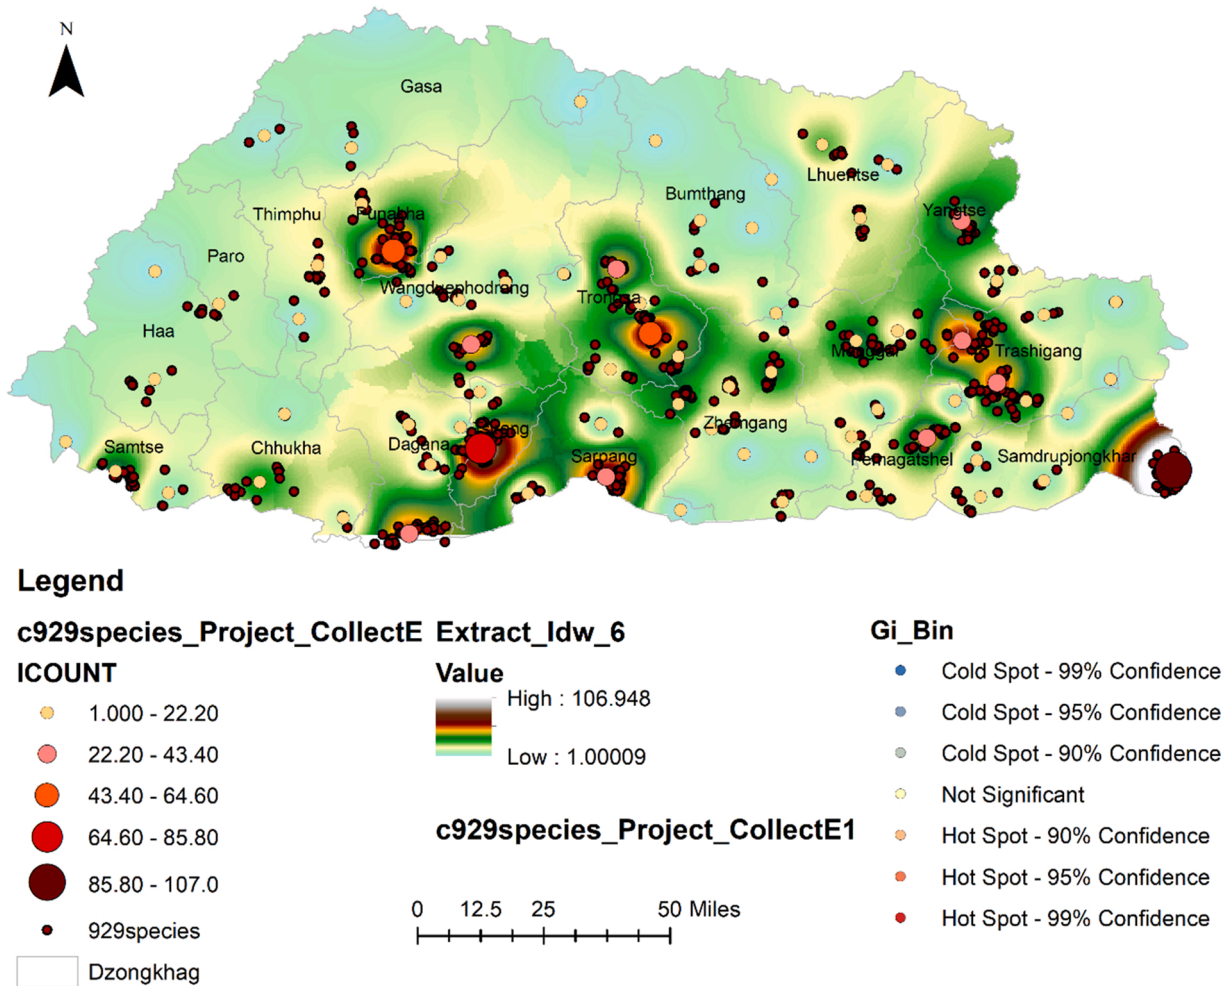 N
Gasa
Lhuentse
Bumthang
Yangtse
Thimphu
Punakha
Paro
Wangduephodrang
Trongsa
Haa
Monggar
Trashigang
Zhemgang
Samtse
Chhukha
Dagana
Sarpang
Pemagatshel
Samdrupjongkhar
Legend
c929species_Project_CollectE
ICOUNT
1.000 - 22.20
22.20 - 43.40
43.40 - 64.60
64.60 - 85.80
85.80 - 107.0
929species
Dzongkhag
Extract_Idw_6
Value
High : 106.948
Low : 1.00009
c929species_Project_CollectE1
0 12.5 25 50 Miles
Gi_Bin
Cold Spot - 99% Confidence
Cold Spot - 95% Confidence
Cold Spot - 90% Confidence
Not Significant
Hot Spot - 90% Confidence
Hot Spot - 95% Confidence
Hot Spot - 99% Confidence